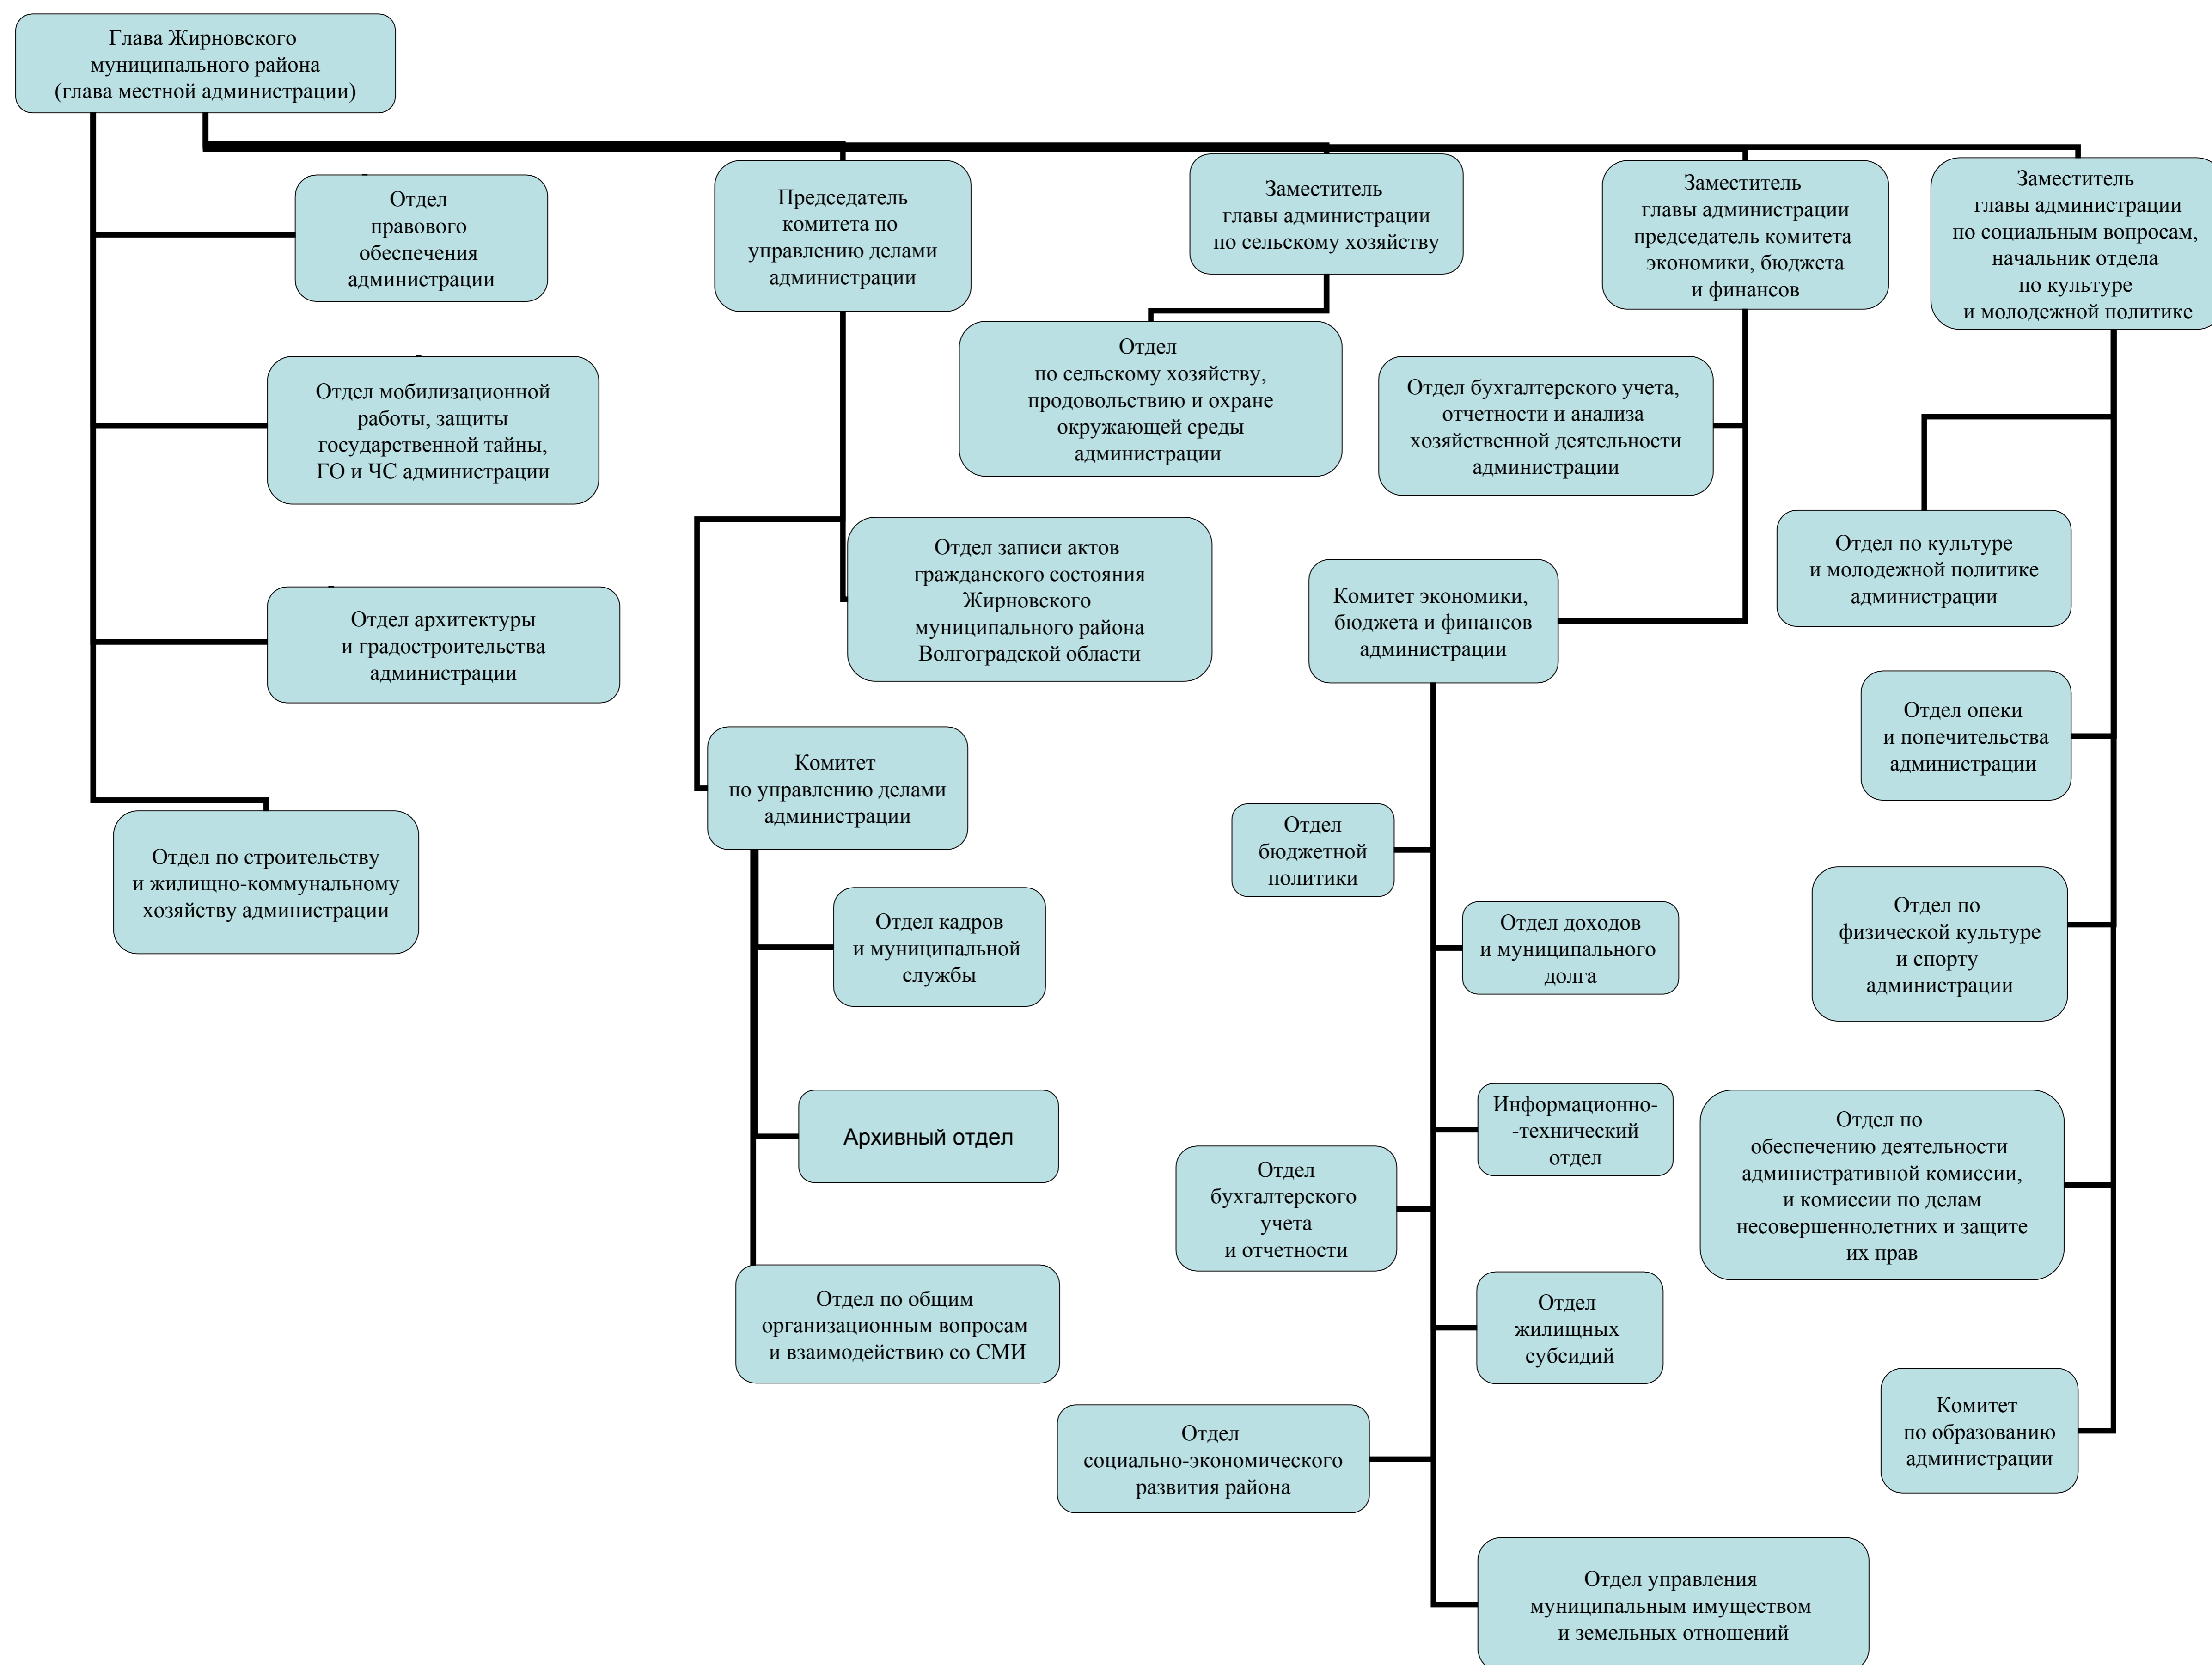 Глава Жирновского
муниципального района
(глава местной администрации)
Отдел
правового
обеспечения
администрации
Отдел мобилизационной
работы, защиты
государственной тайны,
ГО и ЧС администрации
Отдел архитектуры
и градостроительства
администрации
Отдел по строительству
и жилищно-коммунальному
хозяйству администрации
Председатель
комитета по
управлению делами
администрации
Отдел записи актов
гражданского состояния
Жирновского
муниципального района
Волгоградской области
Комитет
по управлению делами
администрации
Отдел кадров
и муниципальной
службы
Архивный отдел
Отдел по общим
организационным вопросам
и взаимодействию со СМИ
Заместитель
главы администрации
по сельскому хозяйству
Отдел
по сельскому хозяйству,
продовольствию и охране
окружающей среды
администрации
Заместитель
главы администрации
председатель комитета
экономики, бюджета
и финансов
Отдел бухгалтерского учета,
отчетности и анализа
хозяйственной деятельности
администрации
Комитет экономики,
бюджета и финансов
администрации
Отдел
бюджетной
политики
Отдел доходов
и муниципального
долга
Информационно-
-технический
отдел
Отдел
бухгалтерского
учета
и отчетности
Отдел
жилищных
субсидий
Отдел
социально-экономического
развития района
Отдел управления
муниципальным имуществом
и земельных отношений
Заместитель
главы администрации
по социальным вопросам,
начальник отдела
по культуре
и молодежной политике
Отдел по культуре
и молодежной политике
администрации
Отдел опеки
и попечительства
администрации
Отдел по
физической культуре
и спорту
администрации
Отдел по
обеспечению деятельности
административной комиссии,
и комиссии по делам
несовершеннолетних и защите
их прав
Комитет
по образованию
администрации